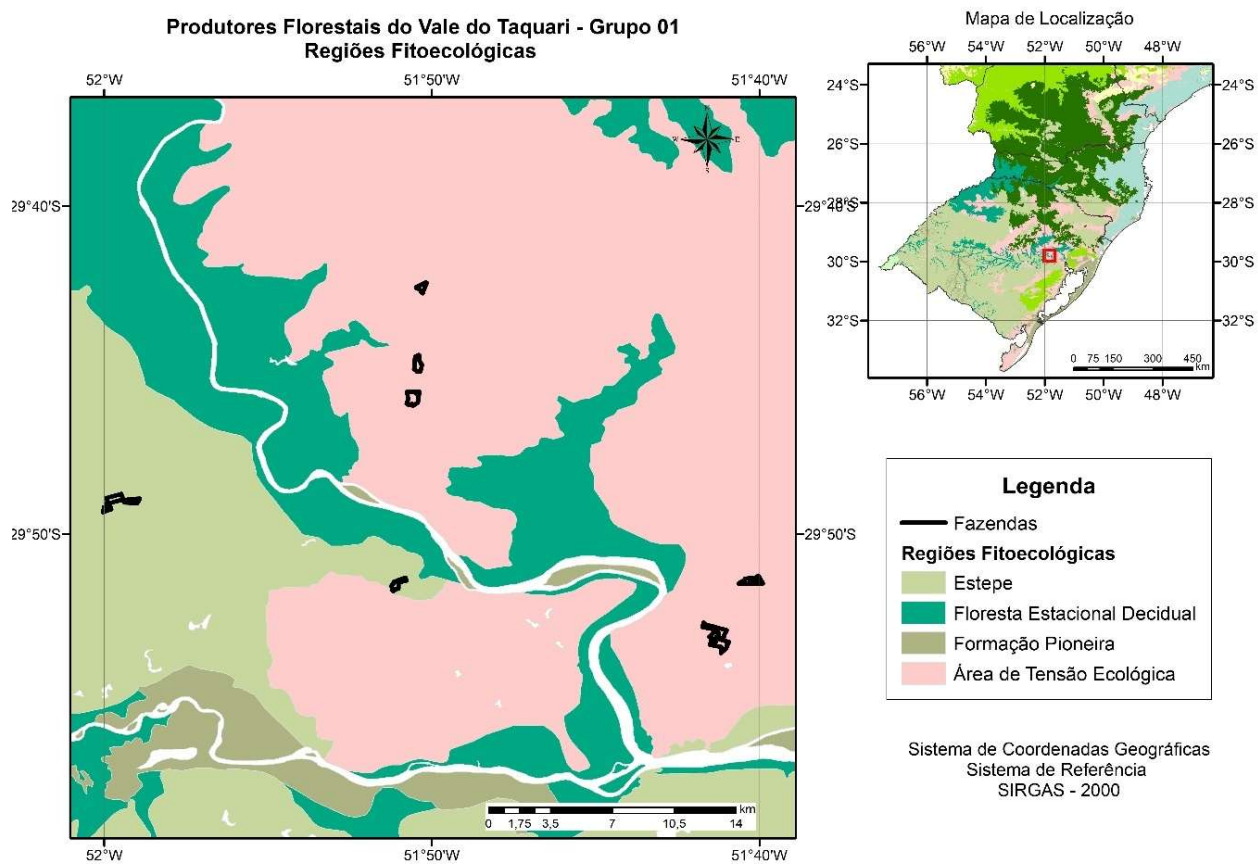 Produtores Florestais do Vale do Taquari - Grupo 01
Regiões Fitoecológicas
52°W 51°50'W 51°40'W
29°40'S 29°40'S
29°50'S 29°50'S
52°W 51°50'W 51°40'W
N
W E
S
km
0 1,75 3,5 7 10,5 14
Mapa de Localização
56°W 54°W 52°W 50°W 48°W
24°S 24°S
26°S 26°S
28°S 28°S
30°S 30°S
32°S 32°S
0 75 150 300 450
km
56°W 54°W 52°W 50°W 48°W
Legenda
Fazendas
Regiões Fitoecológicas
Estepe
Floresta Estacional Decidual
Formação Pioneira
Área de Tensão Ecológica
Sistema de Coordenadas Geográficas
Sistema de Referência
SIRGAS - 2000